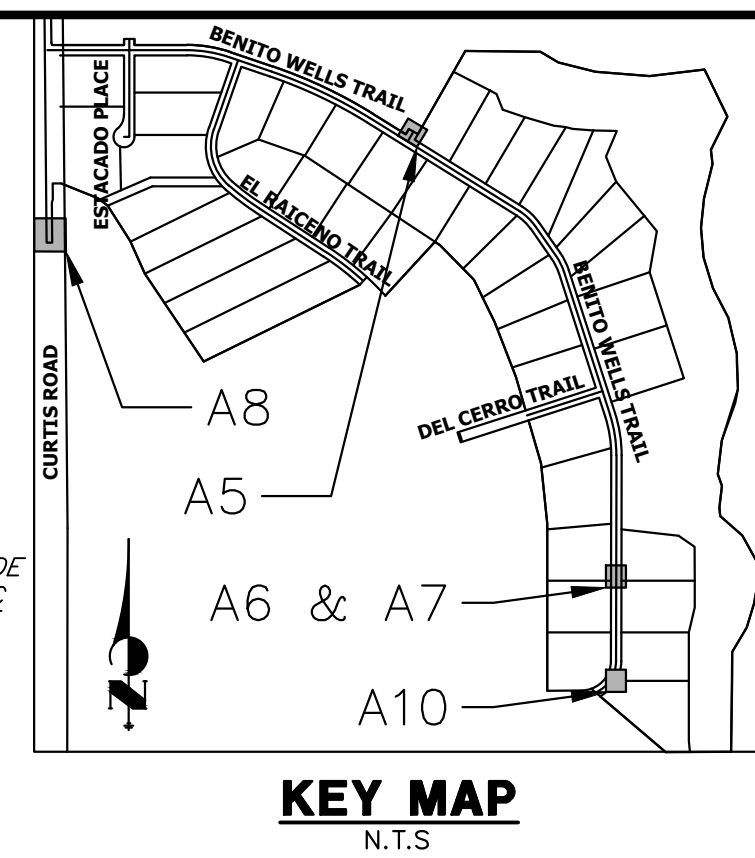 BENITO WELLS TRAIL
ESTACADO PLACE
EL RAICENO TRAIL
BENITO WELLS TRAIL
CURTIS ROAD
A8
DEL CERRO TRAIL
A5
A6 & A7
N
A10
KEY MAP
N.T.S